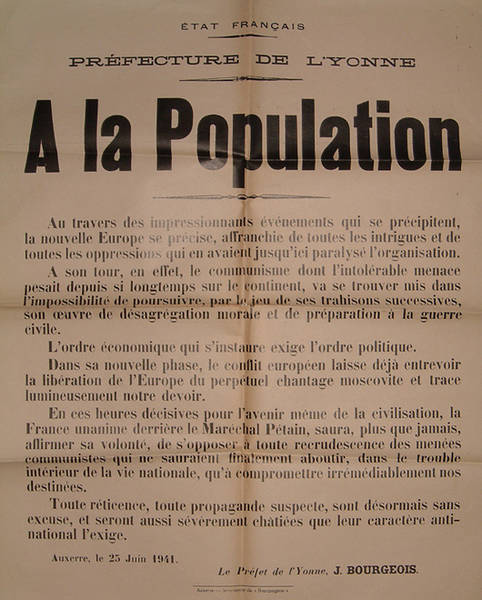 ÉTAT FRANÇAIS
PRÉFECTURE DE L'YONNE
A la Population
Au travers des impressionnants événements qui se précipitent,
la nouvelle Europe se précise, affranchie de toutes les intrigues et de
toutes les oppressions qui en avaient jusqu'ici paralysé l'organisation.
A son tour, en effet, le communisme dont l'intolérable menace
pesait depuis si longtemps sur le continent, va se trouver mis dans
l'impossibilité de poursuivre, par le jeu de ses trahisons successives,
son œuvre de désagrégation morale et de préparation à la guerre
civile.
L'ordre économique qui s'instaure exige l'ordre politique.
Dans sa nouvelle phase, le conflit européen laisse déjà entrevoir
la libération de l'Europe du perpétuel chantage moscovite et trace
lumineusement notre devoir.
En ces heures décisives pour l'avenir même de la civilisation, la
France unanime derrière le Maréchal Pétain, saura, plus que jamais,
affirmer sa volonté, de s'opposer à toute recrudescence des menées
communistes qui ne sauraient finalement aboutir, dans le trouble
intérieur de la vie nationale, qu'à compromettre irrémédiablement nos
destinées.
Toute réticence, toute propagande suspecte, sont désormais sans
excuse, et seront aussi sévèrement châtiées que leur caractère anti-
national l'exige.
Auxerre, le 25 Juin 1941.
Le Préfet de l'Yonne, J. BOURGEOIS.